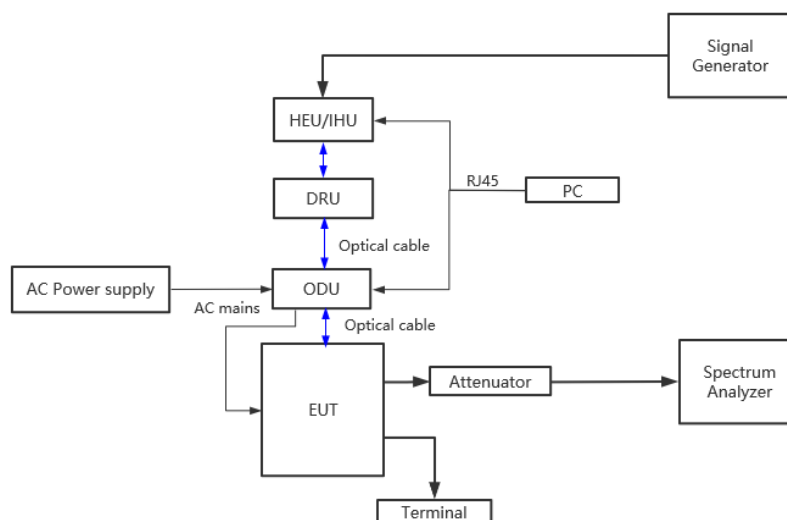 Signal
Generator
HEU/IHU
RJ45
PC
DRU
Optical cable
AC Power supply
ODU
AC mains
Optical cable
Attenuator
Spectrum
Analyzer
EUT
Terminal